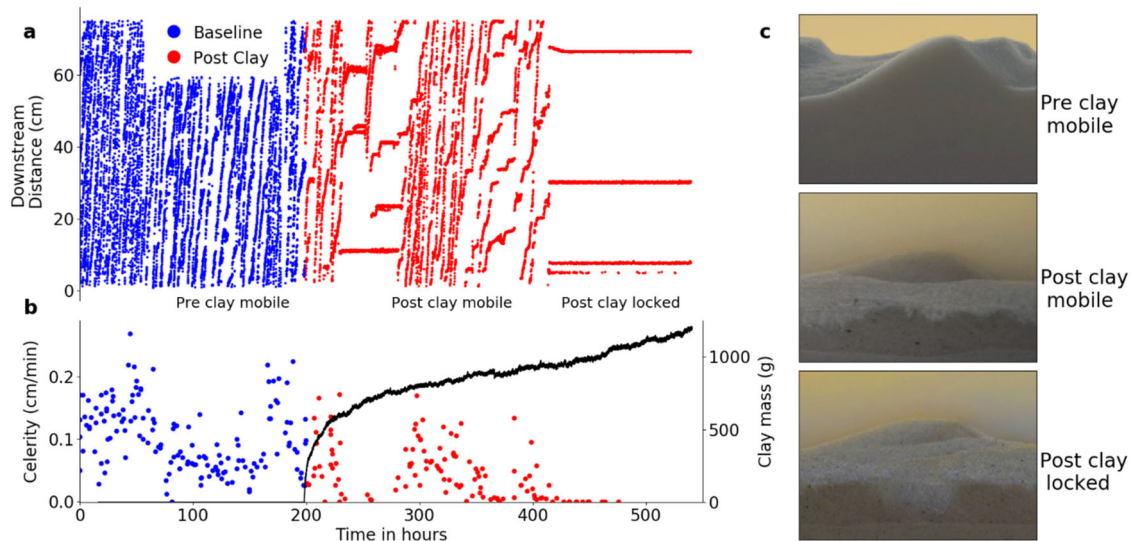 a
Baseline
Post Clay
60
40
20
0
Downstream
Distance (cm)
Pre clay mobile
Post clay mobile
Post clay locked
b
0.2
0.1
0.0
Celerity (cm/min)
1000
500
0
Clay mass (g)
0
100
200
300
400
500
Time in hours
c
Pre clay
mobile
Post clay
mobile
Post clay
locked